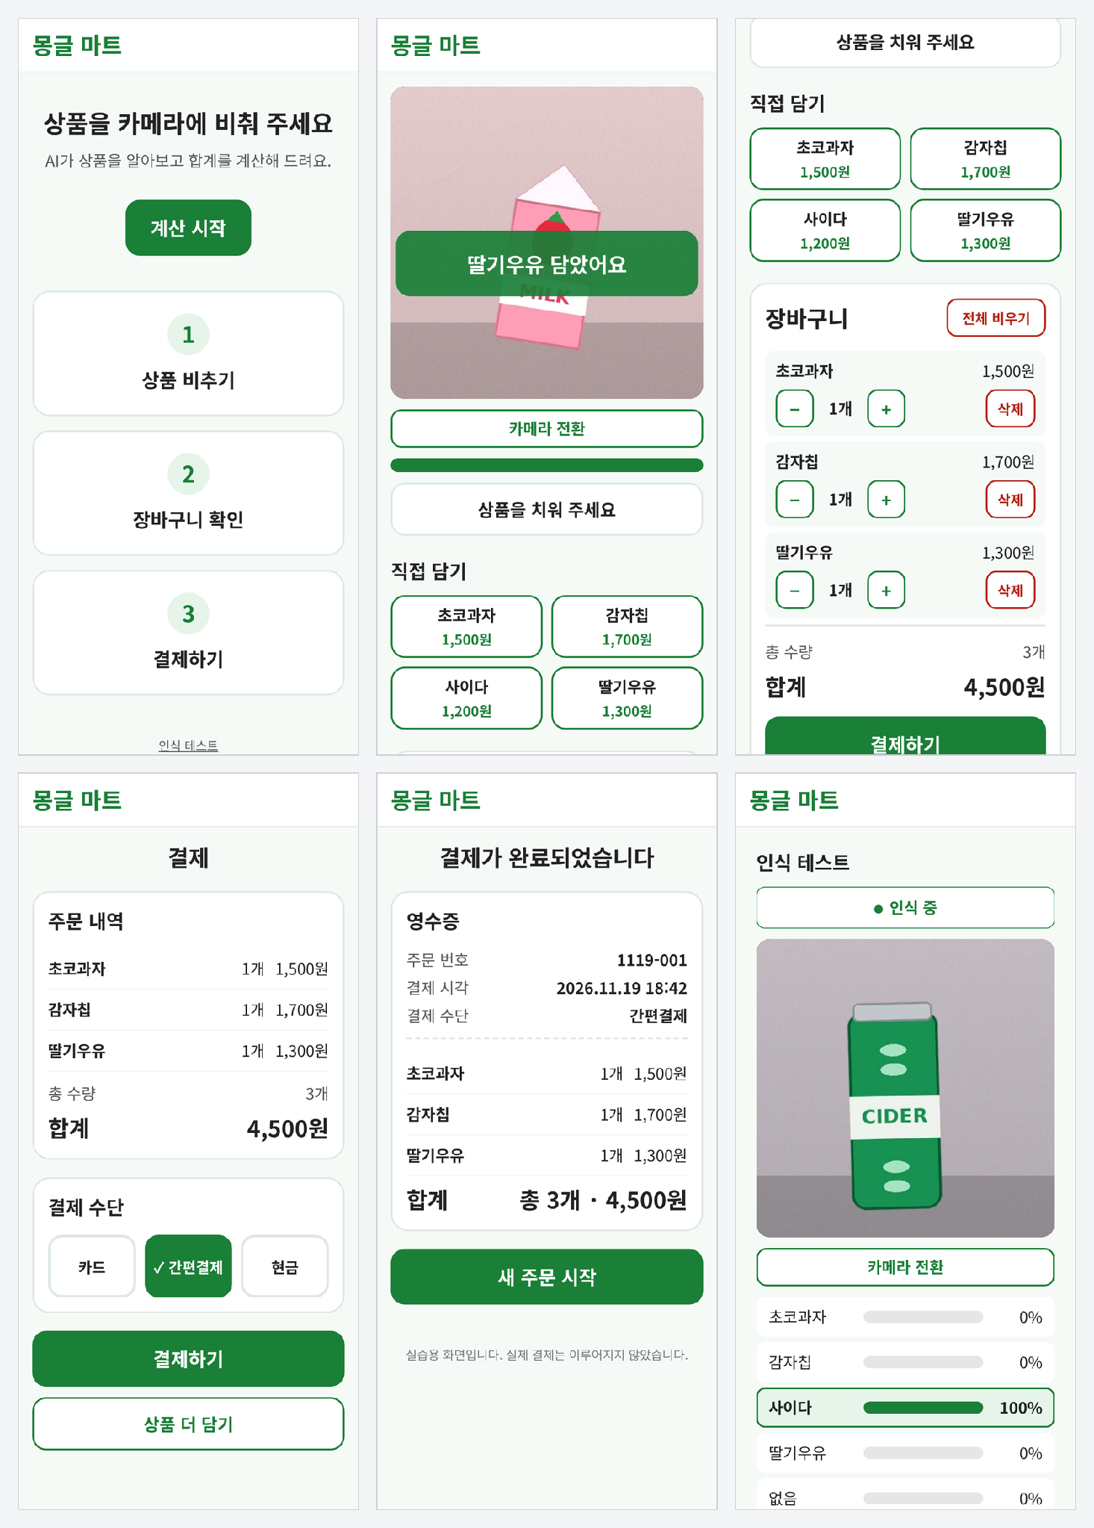 몽글 마트
상품을 카메라에 비춰 주세요
AI가 상품을 알아보고 합계를 계산해 드려요.
계산 시작
1
상품 비추기
2
장바구니 확인
3
결제하기
인식 테스트
몽글 마트
딸기우유 담았어요
MILK
카메라 전환
상품을 치워 주세요
직접 담기
초코과자 감자칩
1,500원 1,700원
사이다 딸기우유
1,200원 1,300원
상품을 치워 주세요
직접 담기
초코과자 감자칩
1,500원 1,700원
사이다 딸기우유
1,200원 1,300원
장바구니 전체 비우기
초코과자 1,500원
− 1개 + 삭제
감자칩 1,700원
− 1개 + 삭제
딸기우유 1,300원
− 1개 + 삭제
총 수량 3개
합계 4,500원
결제하기
몽글 마트
결제
주문 내역
초코과자 1개 1,500원
감자칩 1개 1,700원
딸기우유 1개 1,300원
총 수량 3개
합계 4,500원
결제 수단
카드 ✓ 간편결제 현금
결제하기
상품 더 담기
몽글 마트
결제가 완료되었습니다
영수증
주문 번호 1119-001
결제 시각 2026.11.19 18:42
결제 수단 간편결제
초코과자 1개 1,500원
감자칩 1개 1,700원
딸기우유 1개 1,300원
합계 총 3개 · 4,500원
새 주문 시작
실습용 화면입니다. 실제 결제는 이루어지지 않았습니다.
몽글 마트
인식 테스트
● 인식 중
CIDER
카메라 전환
초코과자 0%
감자칩 0%
사이다 100%
딸기우유 0%
없음 0%